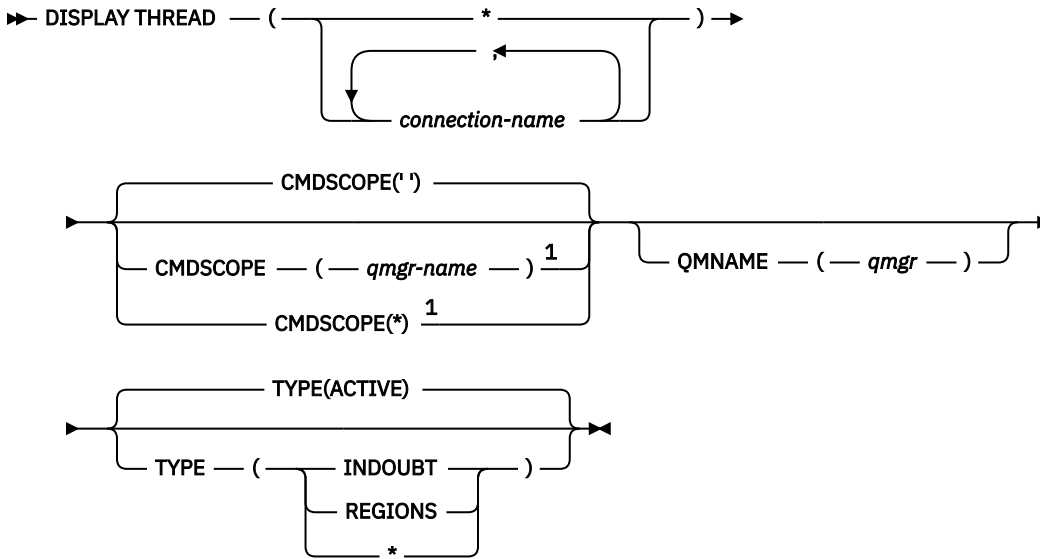 DISPLAY THREAD ( * )
,
connection-name
CMDSCOPE(' ')
CMDSCOPE ( qmgr-name ) 1
QMNAME ( qmgr )
CMDSCOPE(*) 1
TYPE(ACTIVE)
TYPE ( INDOUBT )
REGIONS
*